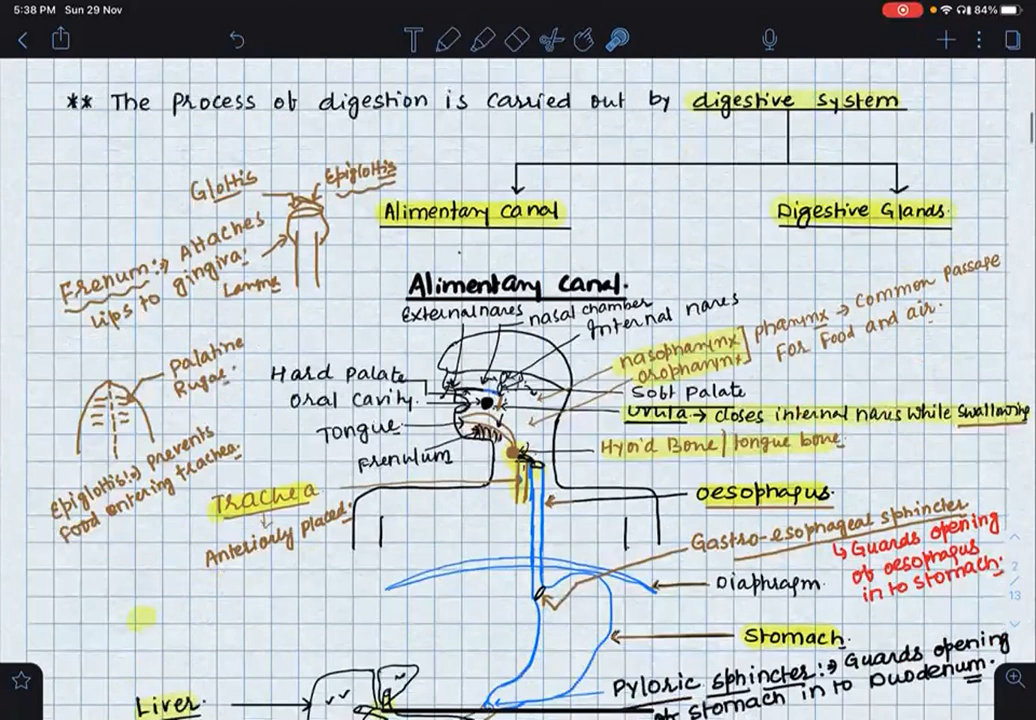 5:38 PM Sun 29 Nov
84%
** The process of digestion is carried out by digestive system
Glottis
Epiglottis
Alimentary canal
Digestive Glands.
Frenum:→ Attaches
lips to gingiva:
Larynx
Alimentary canal.
External nares
nasal chamber
Internal nares
nasopharynx
oropharynx
pharynx → Common passage
For Food and air.
Palatine
Rugae.
Hard Palate
Oral Cavity.
Tongue
Frenulum
Soft Palate
Uvula → closes internal nares while swallowing
Hyoid Bone/tongue bone.
Epiglottis:→ prevents
food entering trachea.
Trachea
Anteriorly placed:
oesophagus.
Gastro-esophageal sphincter
↳ Guards opening
of oesophagus
in to stomach:
Diaphragm.
2
/
13
Stomach.
Pyloric sphincter:→ Guards opening
of stomach in to Duodenum.
Liver